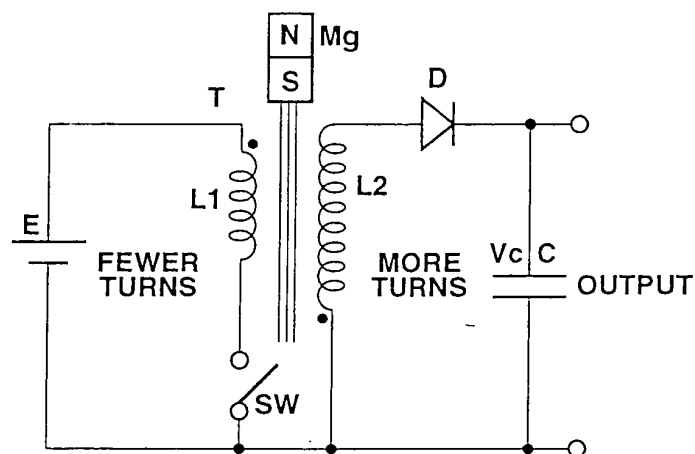 N Mg
S
T
D
L1
L2
E
FEWER
TURNS
MORE
TURNS
Vc C
OUTPUT
SW